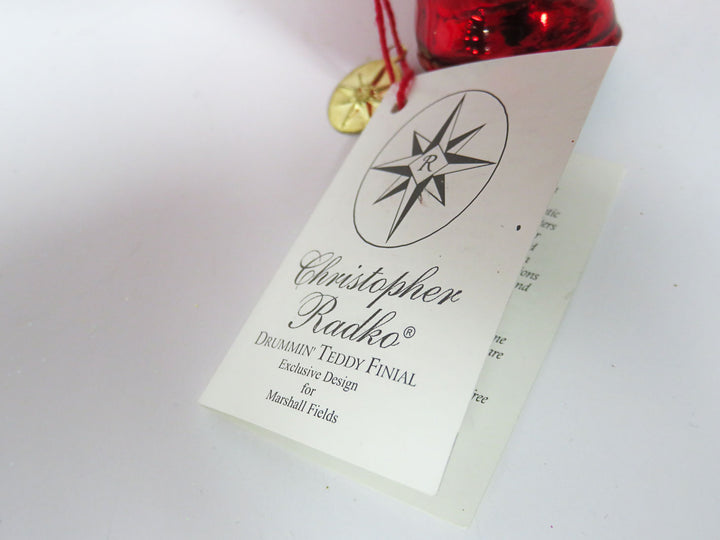 R
Christopher
Radko®
DRUMMIN' TEDDY FINIAL
Exclusive Design
for
Marshall Fields